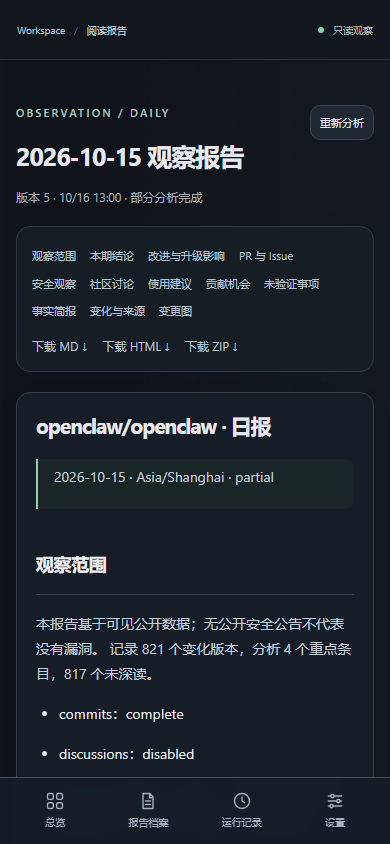 Workspace / 阅读报告
只读观察
OBSERVATION / DAILY
重新分析
2026-10-15 观察报告
版本 5 · 10/16 13:00 · 部分分析完成
观察范围 本期结论 改进与升级影响 PR 与 Issue
安全观察 社区讨论 使用建议 贡献机会 未验证事项
事实简报 变化与来源 变更图
下载 MD ↓ 下载 HTML ↓ 下载 ZIP ↓
openclaw/openclaw · 日报
2026-10-15 · Asia/Shanghai · partial
观察范围
本报告基于可见公开数据；无公开安全公告不代表
没有漏洞。 记录 821 个变化版本，分析 4 个重点条
目，817 个未深读。
• commits：complete
• discussions：disabled
总览 报告档案 运行记录 设置